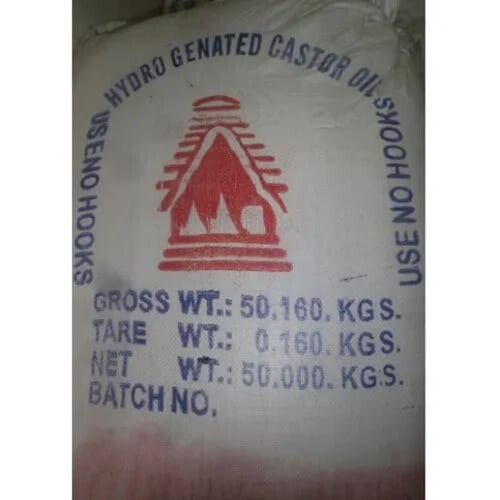 HYDRO GENATED CASTOR OIL
USE NO HOOKS
USE NO HOOKS
GROSS WT.: 50.160. KGS.
TARE WT.: 0.160. KGS.
NET WT.: 50.000. KGS.
BATCH NO.